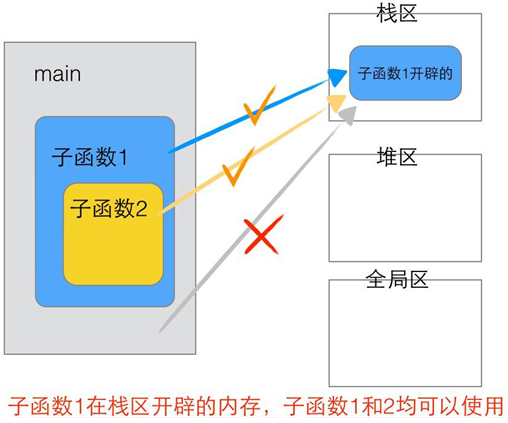 栈区
main
子函数1开辟的
子函数1
堆区
子函数2
全局区
子函数1在栈区开辟的内存，子函数1和2均可以使用